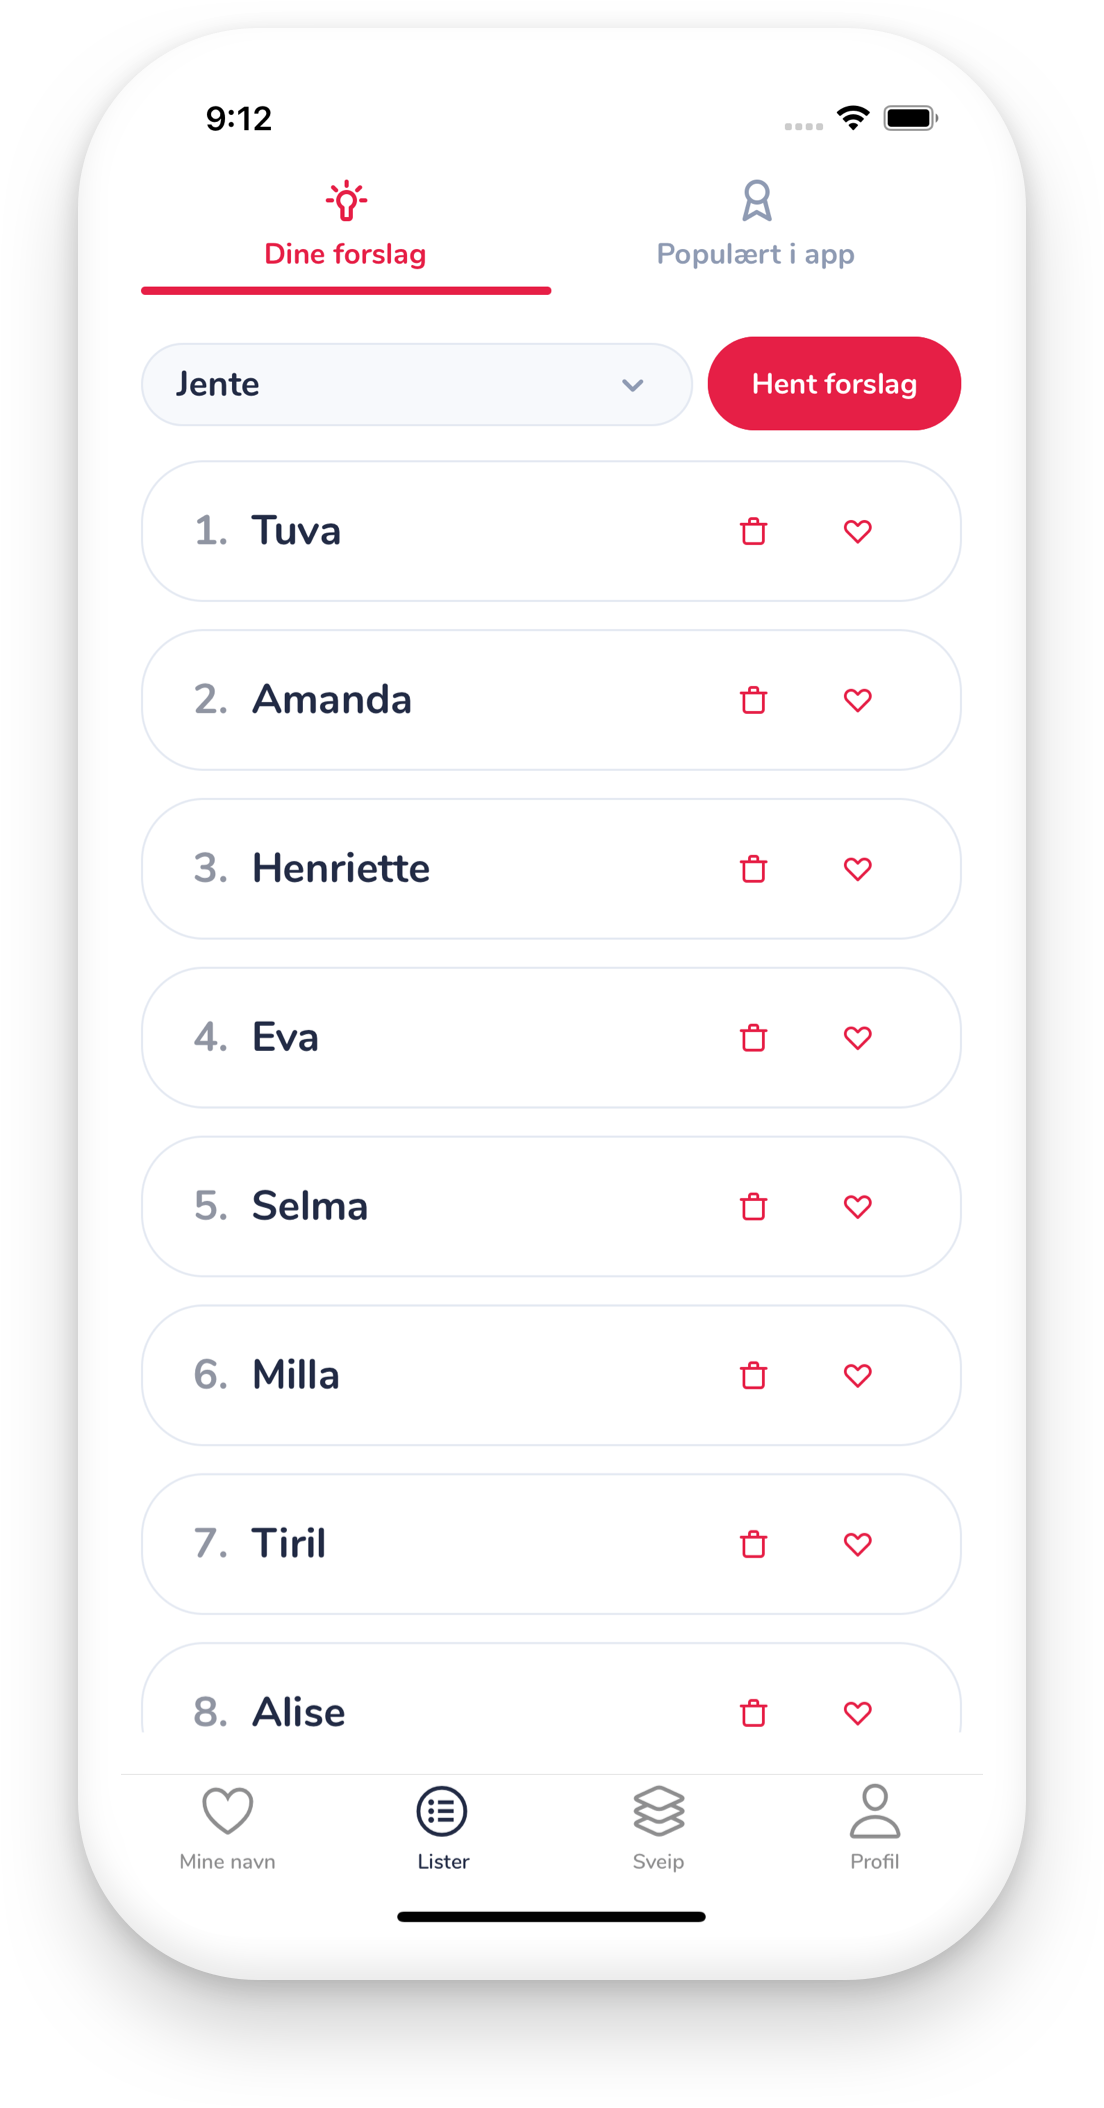 9:12
Dine forslag
Populært i app
Jente
Hent forslag
1. Tuva
2. Amanda
3. Henriette
4. Eva
5. Selma
6. Milla
7. Tiril
8. Alise
Mine navn
Lister
Sveip
Profil